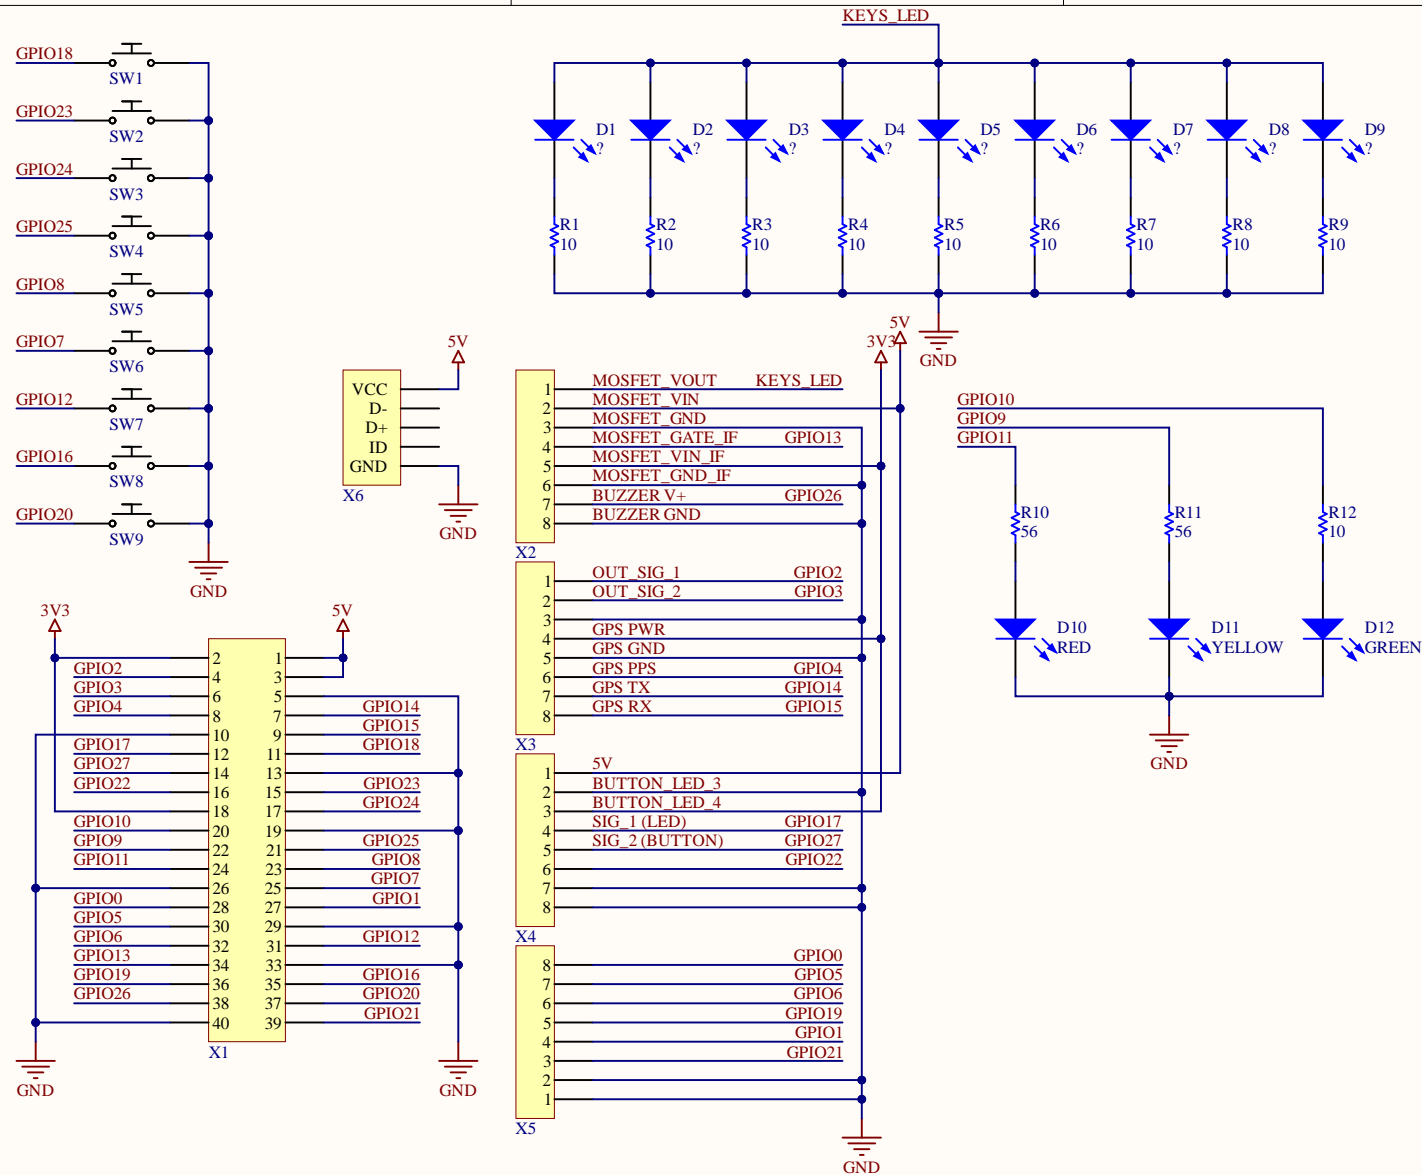 KEYS_LED
GPIO18
SW1
GPIO23
SW2
GPIO24
SW3
GPIO25
SW4
GPIO8
SW5
GPIO7
SW6
GPIO12
SW7
GPIO16
SW8
GPIO20
SW9
GND
D1 D2 D3 D4 D5 D6 D7 D8 D9
? ? ? ? ? ? ? ? ?
R1 R2 R3 R4 R5 R6 R7 R8 R9
10 10 10 10 10 10 10 10 10
GND
5V
VCC
D-
D+
ID
GND
X6
GND
5V
3V3
1 MOSFET_VOUT KEYS_LED
2 MOSFET_VIN
3 MOSFET_GND
4 MOSFET_GATE_IF GPIO13
5 MOSFET_VIN_IF
6 MOSFET_GND_IF
7 BUZZER V+ GPIO26
8 BUZZER GND
X2
1 OUT_SIG_1 GPIO2
2 OUT_SIG_2 GPIO3
3
4 GPS PWR
5 GPS GND
6 GPS PPS GPIO4
7 GPS TX GPIO14
8 GPS RX GPIO15
X3
1 5V
2 BUTTON_LED_3
3 BUTTON_LED_4
4 SIG_1 (LED) GPIO17
5 SIG_2 (BUTTON) GPIO27
6 GPIO22
7
8
X4
8 GPIO0
7 GPIO5
6 GPIO6
5 GPIO19
4 GPIO1
3 GPIO21
2
1
X5
GND
GPIO10
GPIO9
GPIO11
R10 R11 R12
56 56 10
D10 D11 D12
RED YELLOW GREEN
GND
3V3 5V
2 1
GPIO2 4 3
GPIO3 6 5
GPIO4 8 7 GPIO14
10 9 GPIO15
GPIO17 12 11 GPIO18
GPIO27 14 13
GPIO22 16 15 GPIO23
18 17 GPIO24
GPIO10 20 19
GPIO9 22 21 GPIO25
GPIO11 24 23 GPIO8
26 25 GPIO7
GPIO0 28 27 GPIO1
GPIO5 30 29
GPIO6 32 31 GPIO12
GPIO13 34 33
GPIO19 36 35 GPIO16
GPIO26 38 37 GPIO20
40 39 GPIO21
X1
GND
GND